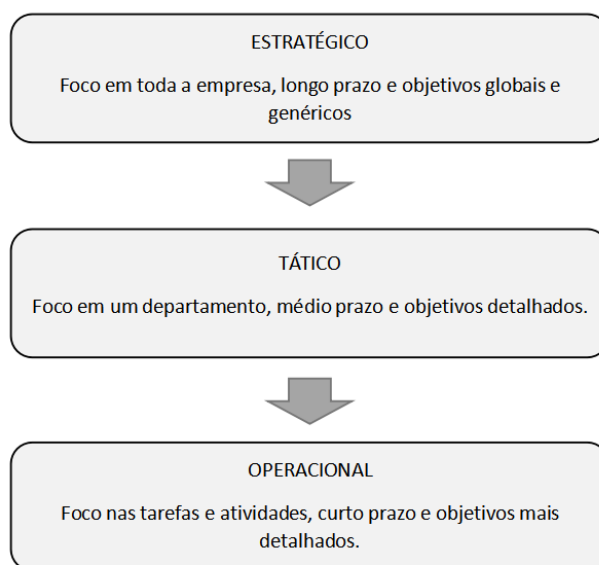 ESTRATÉGICO
Foco em toda a empresa, longo prazo e objetivos globais e
genéricos
TÁTICO
Foco em um departamento, médio prazo e objetivos detalhados.
OPERACIONAL
Foco nas tarefas e atividades, curto prazo e objetivos mais
detalhados.